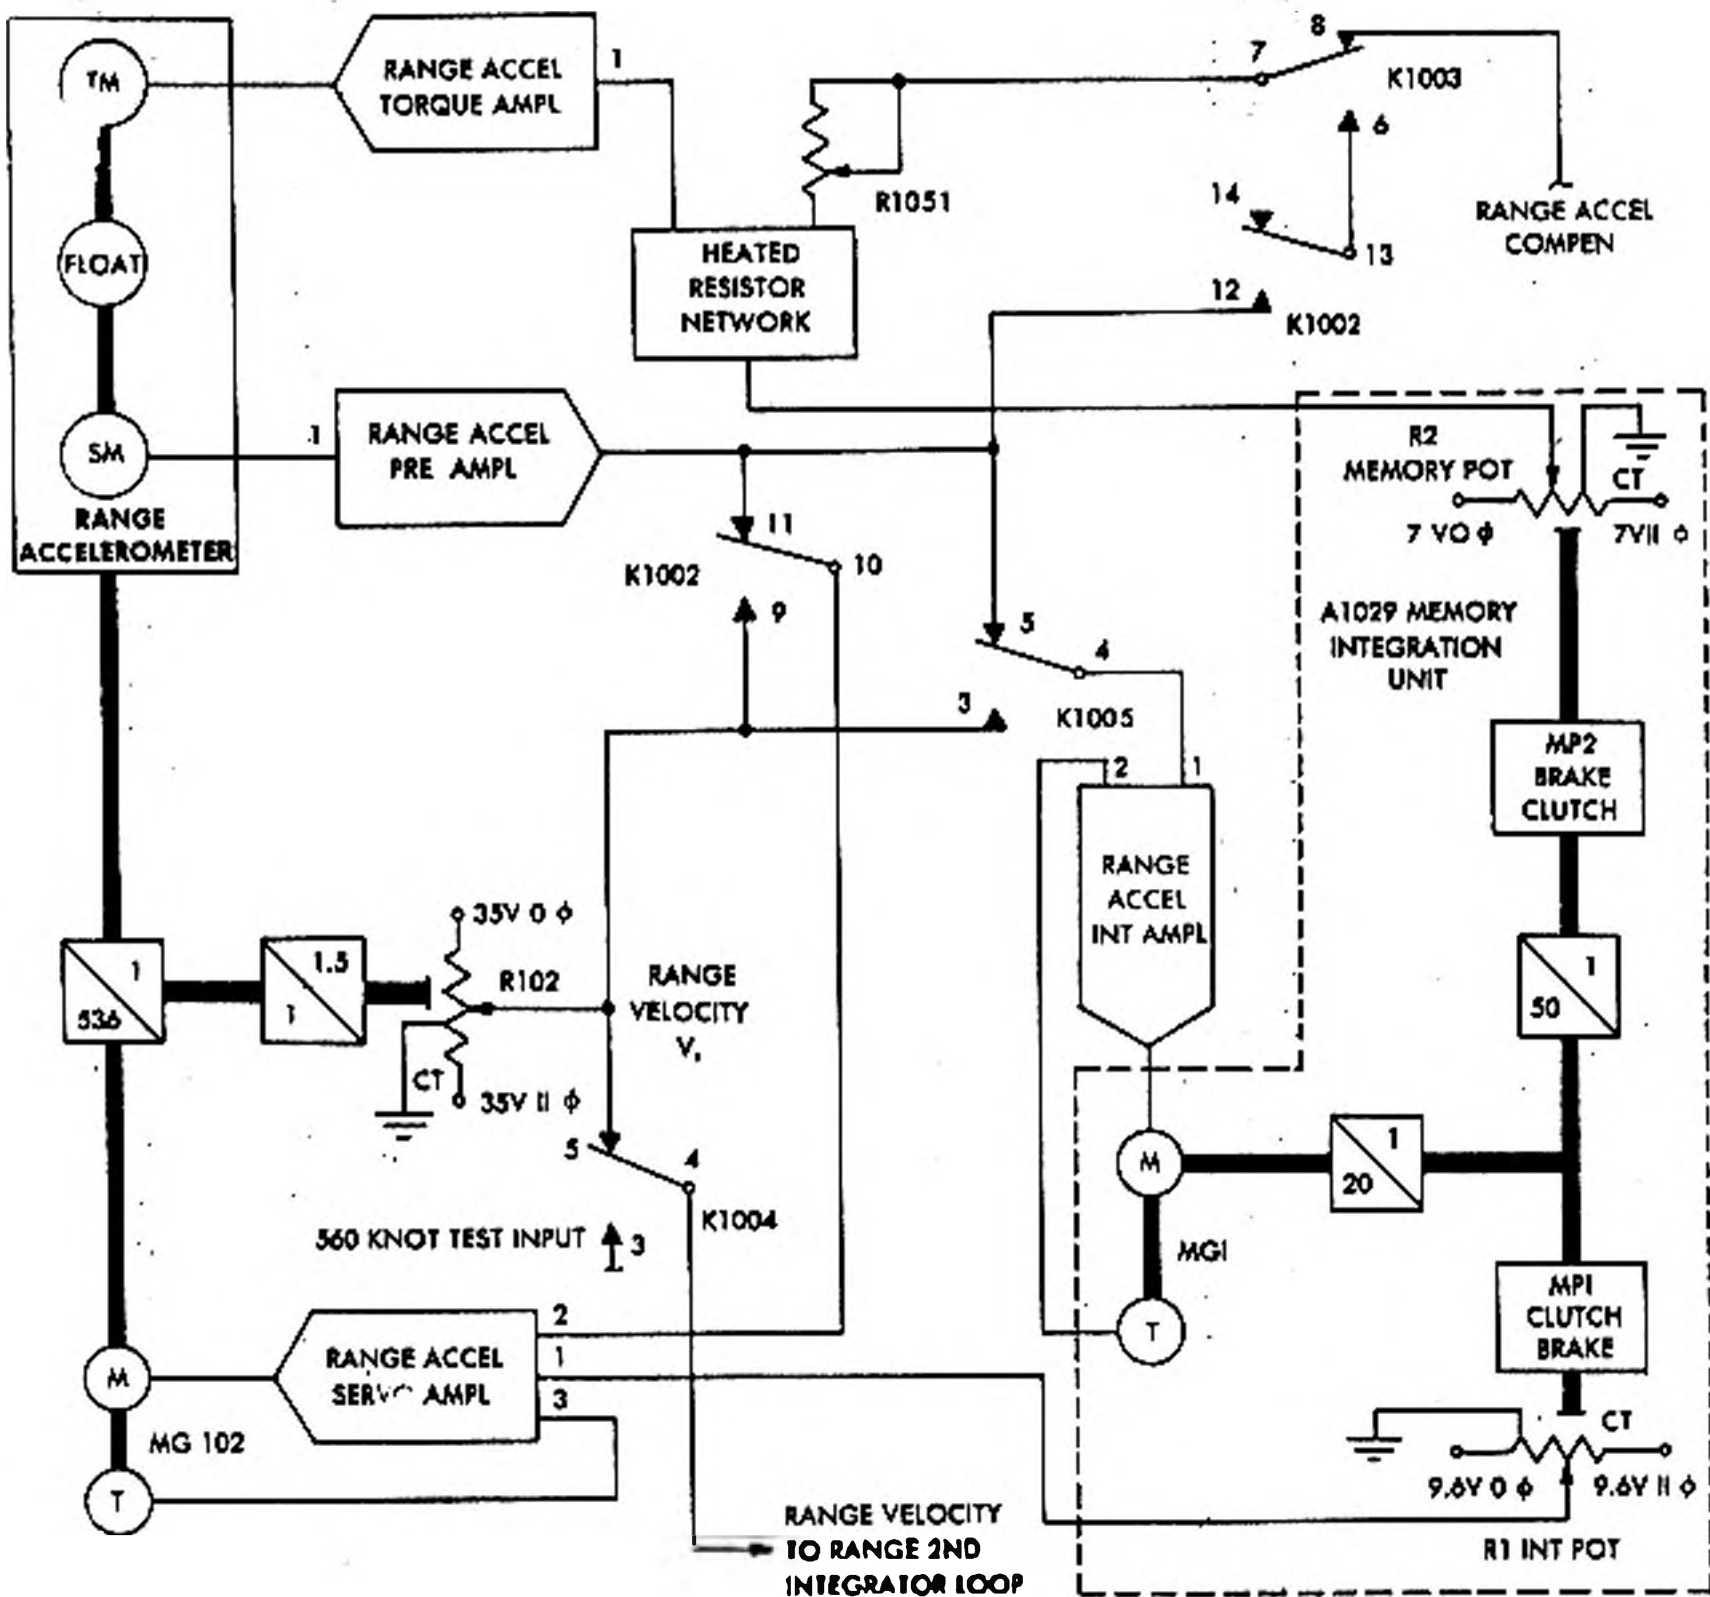 TM
RANGE ACCEL
TORQUE AMPL
1
7
8
K1003
6
R1051
14
13
RANGE ACCEL
COMPEN
FLOAT
HEATED
RESISTOR
NETWORK
12
K1002
SM
1
RANGE ACCEL
PRE AMPL
RANGE
ACCELEROMETER
R2
MEMORY POT
CT
7 VO ϕ
7VII ϕ
11
10
K1002
9
5
4
3
K1005
A1029 MEMORY
INTEGRATION
UNIT
MP2
BRAKE
CLUTCH
2
1
RANGE
ACCEL
INT AMPL
1
536
1.5
1
35V 0 ϕ
R102
CT
35V II ϕ
RANGE
VELOCITY
1
50
5
4
K1004
560 KNOT TEST INPUT
3
M
1
20
MG1
T
MP1
CLUTCH
BRAKE
M
RANGE ACCEL
SERVO AMPL
2
1
3
MG 102
T
CT
9.6V 0 ϕ
9.6V II ϕ
R1 INT POT
RANGE VELOCITY
TO RANGE 2ND
INTEGRATOR LOOP